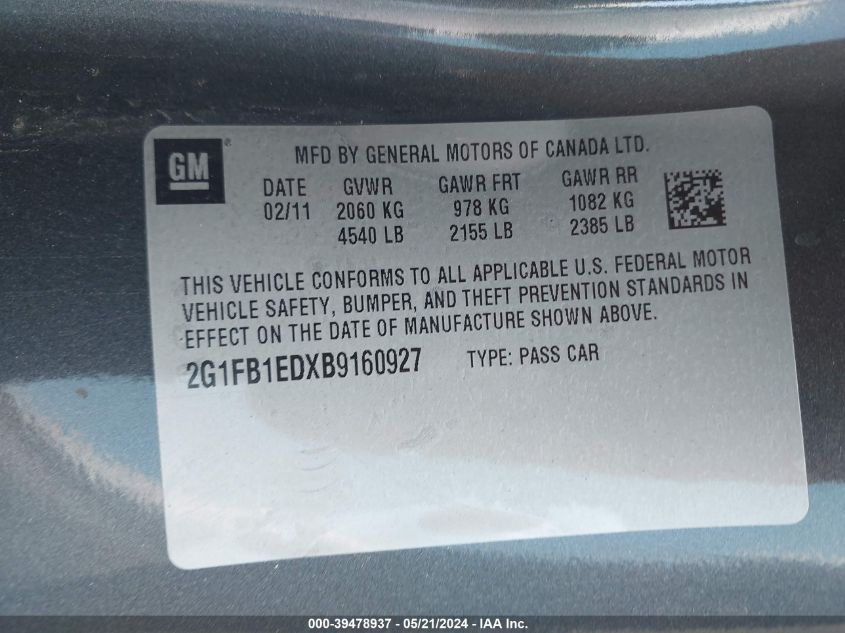 GM®
MFD BY GENERAL MOTORS OF CANADA LTD.
DATE GVWR GAWR FRT GAWR RR
02/11 2060 KG 978 KG 1082 KG
4540 LB 2155 LB 2385 LB
THIS VEHICLE CONFORMS TO ALL APPLICABLE U.S. FEDERAL MOTOR
VEHICLE SAFETY, BUMPER, AND THEFT PREVENTION STANDARDS IN
EFFECT ON THE DATE OF MANUFACTURE SHOWN ABOVE.
2G1FB1EDXB9160927 TYPE: PASS CAR
000-39478937 - 05/21/2024 - IAA Inc.